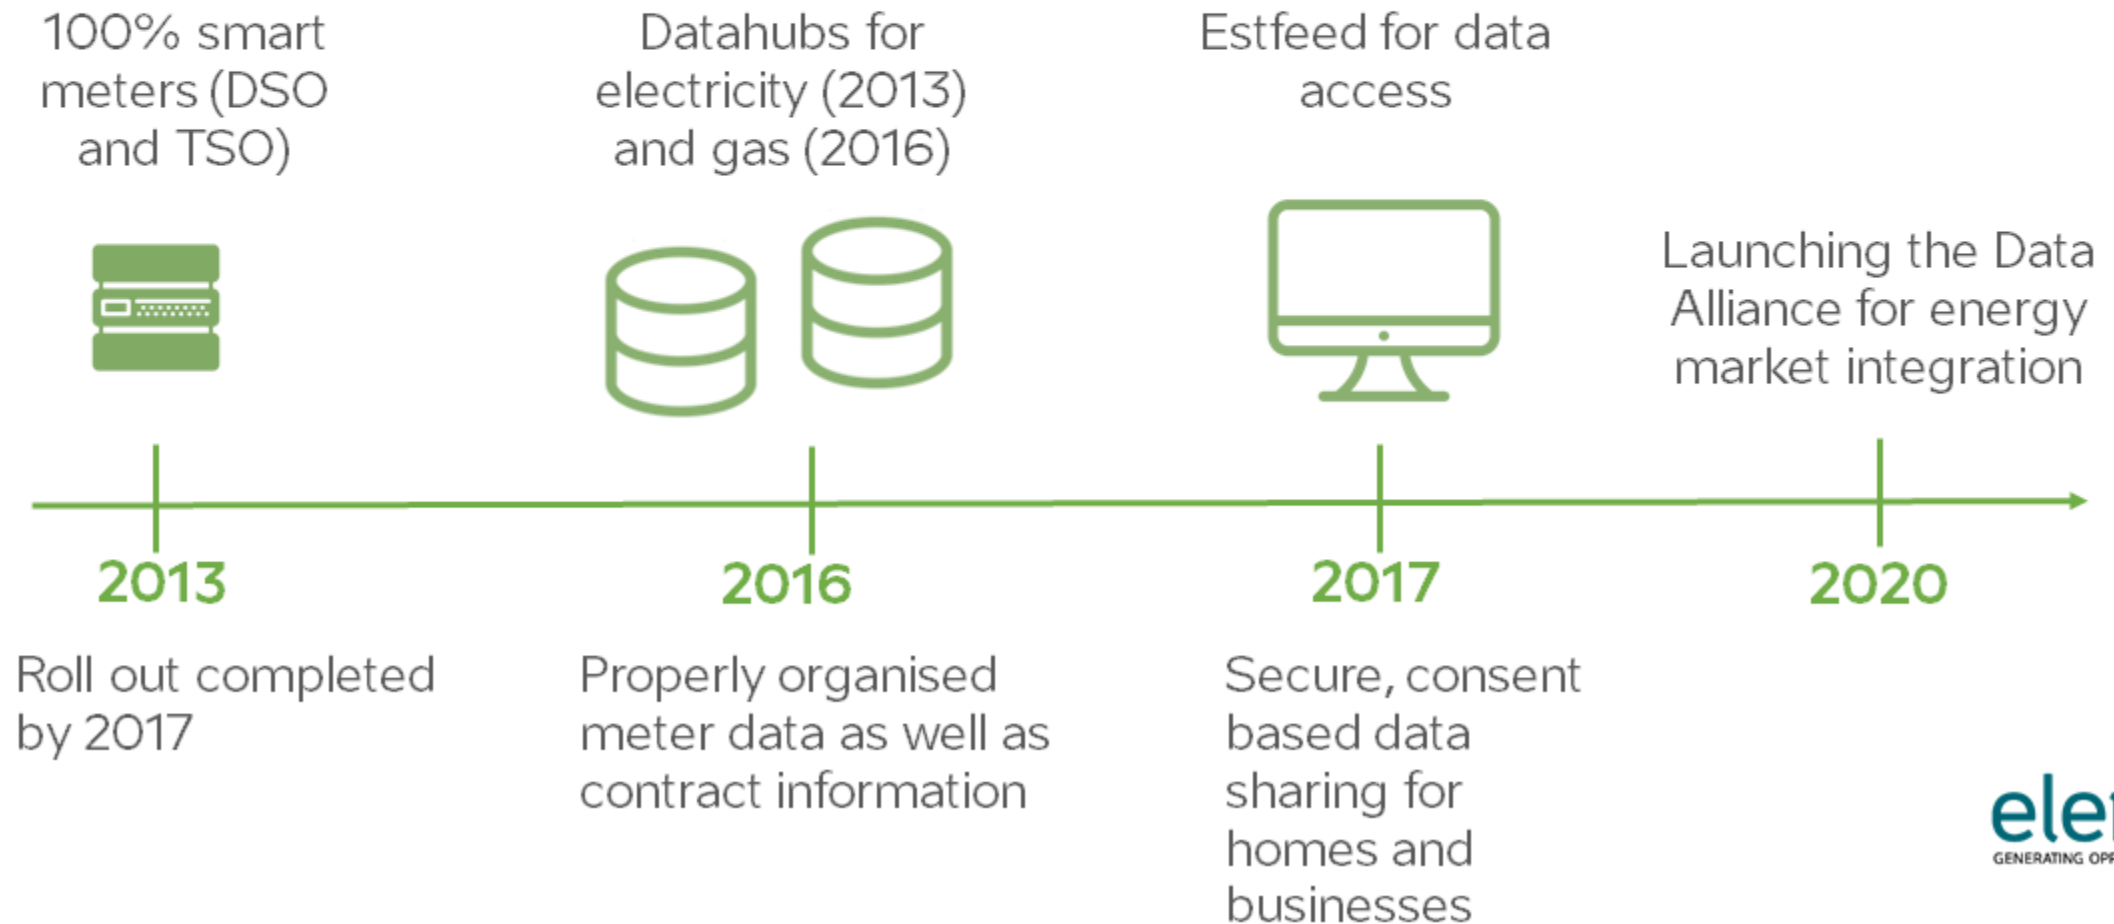 100% smart
meters (DSO
and TSO)
Datahubs for
electricity (2013)
and gas (2016)
Estfeed for data
access
Launching the Data
Alliance for energy
market integration
2013
2016
2017
2020
Roll out completed
by 2017
Properly organised
meter data as well as
contract information
Secure, consent
based data
sharing for
homes and
businesses
GENERATING